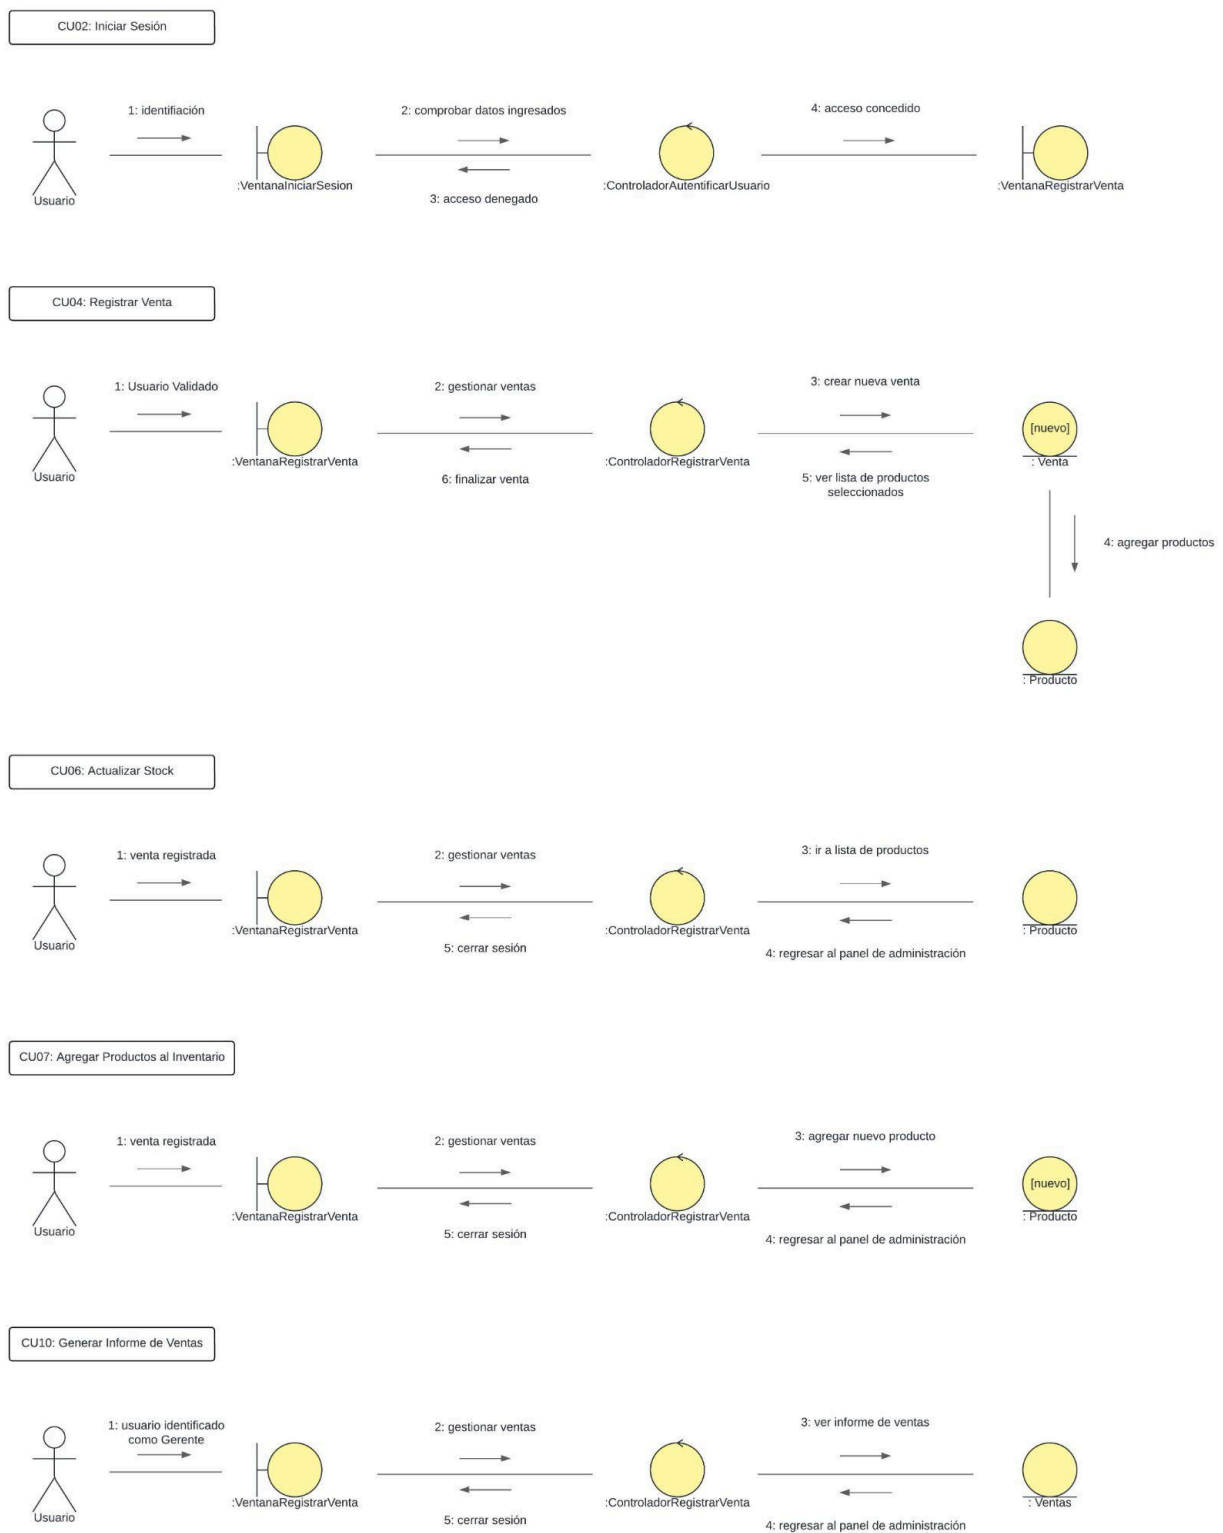 CU02: Iniciar Sesión
1: identifiación
2: comprobar datos ingresados
4: acceso concedido
3: acceso denegado
Usuario
:VentanaIniciarSesion
:ControladorAutentificarUsuario
:VentanaRegistrarVenta
CU04: Registrar Venta
1: Usuario Validado
2: gestionar ventas
3: crear nueva venta
[nuevo]
Usuario
:VentanaRegistrarVenta
:ControladorRegistrarVenta
: Venta
6: finalizar venta
5: ver lista de productos
seleccionados
4: agregar productos
: Producto
CU06: Actualizar Stock
1: venta registrada
2: gestionar ventas
3: ir a lista de productos
Usuario
:VentanaRegistrarVenta
:ControladorRegistrarVenta
: Producto
5: cerrar sesión
4: regresar al panel de administración
CU07: Agregar Productos al Inventario
1: venta registrada
2: gestionar ventas
3: agregar nuevo producto
[nuevo]
Usuario
:VentanaRegistrarVenta
:ControladorRegistrarVenta
: Producto
5: cerrar sesión
4: regresar al panel de administración
CU10: Generar Informe de Ventas
1: usuario identificado
como Gerente
2: gestionar ventas
3: ver informe de ventas
Usuario
:VentanaRegistrarVenta
:ControladorRegistrarVenta
: Ventas
5: cerrar sesión
4: regresar al panel de administración